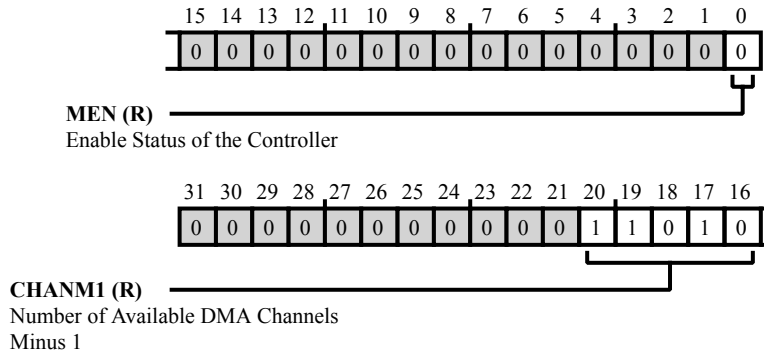 15 14 13 12 11 10 9 8 7 6 5 4 3 2 1 0
0 0 0 0 0 0 0 0 0 0 0 0 0 0 0 0
MEN (R)
Enable Status of the Controller
31 30 29 28 27 26 25 24 23 22 21 20 19 18 17 16
0 0 0 0 0 0 0 0 0 0 0 1 1 0 1 0
CHANM1 (R)
Number of Available DMA Channels
Minus 1